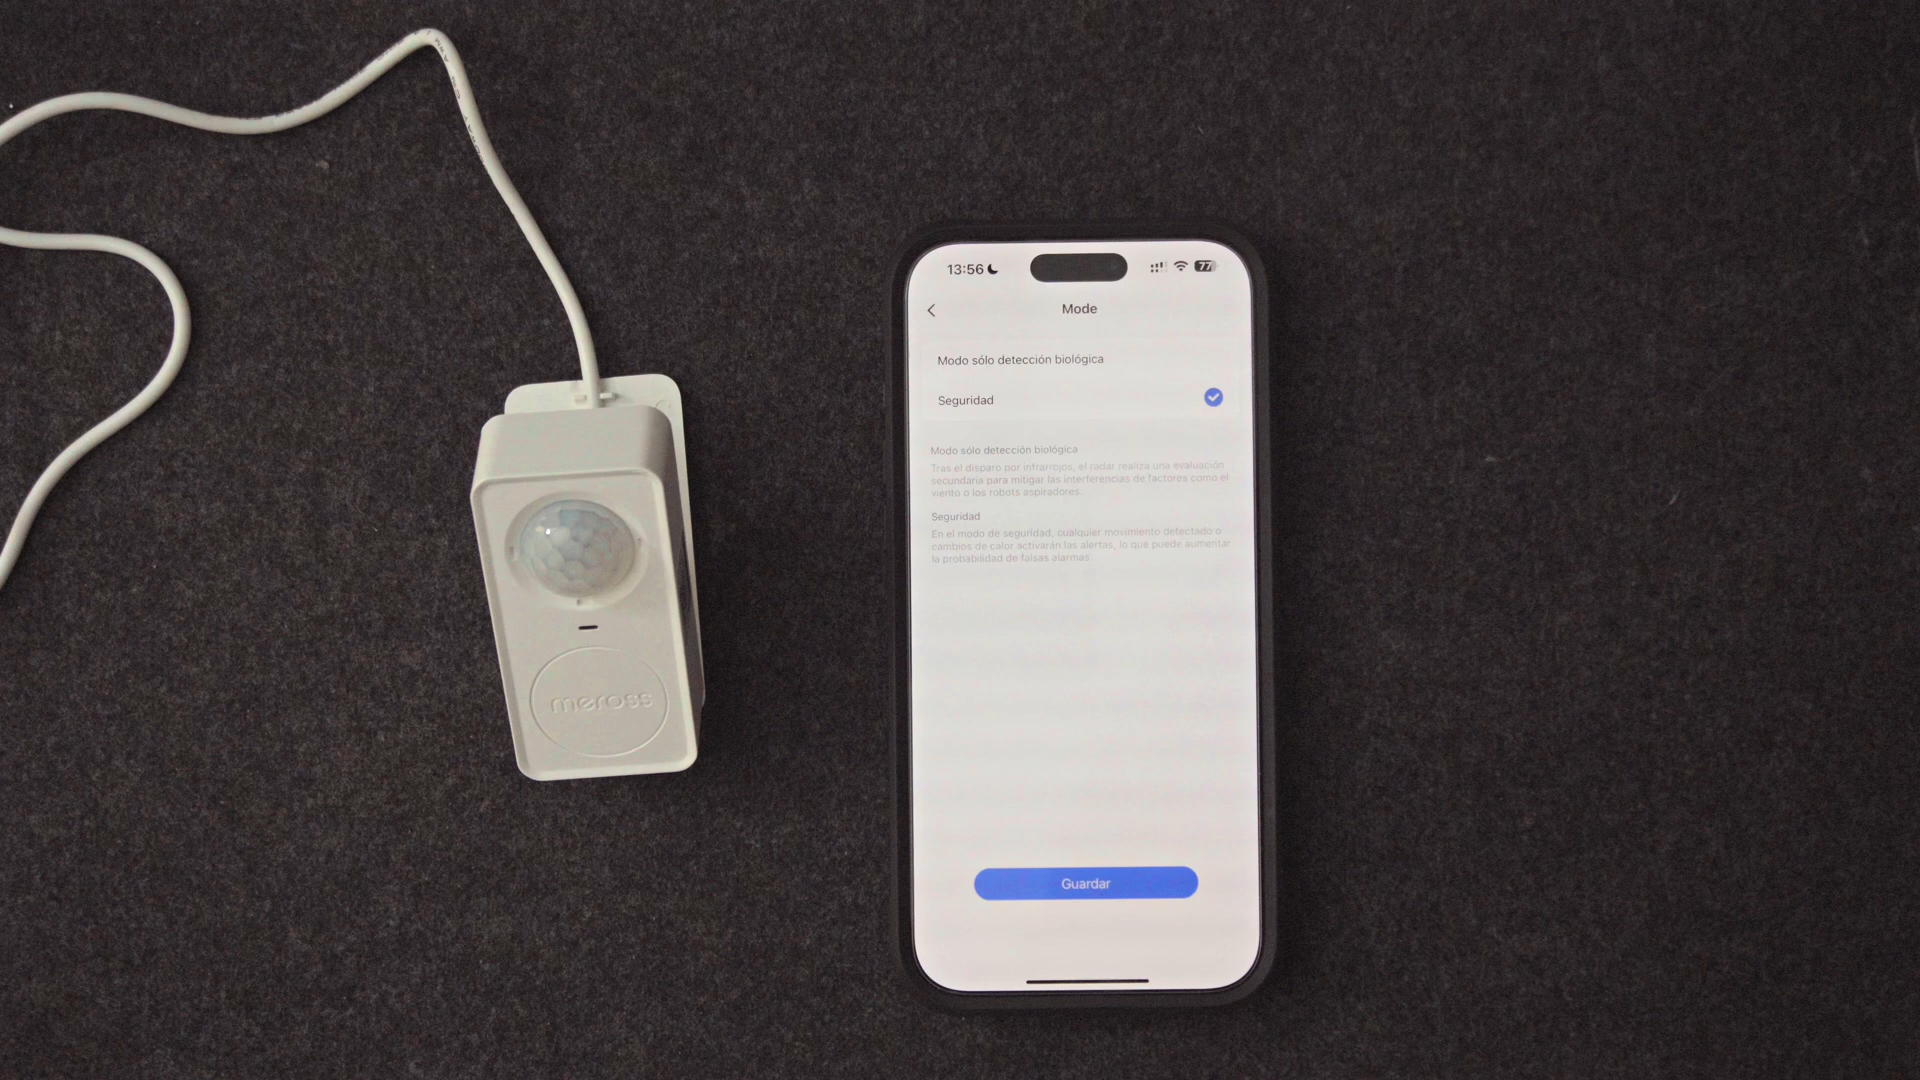 meross
13:56
77
Mode
Modo sólo detección biológica
Seguridad
Modo sólo detección biológica
Tras el disparo por infrarrojos, el radar realiza una evaluación
secundaria para mitigar las interferencias de factores como el
viento o los robots aspiradores.
Seguridad
En el modo de seguridad, cualquier movimiento detectado o
cambios de calor activarán las alertas, lo que puede aumentar
la probabilidad de falsas alarmas
Guardar